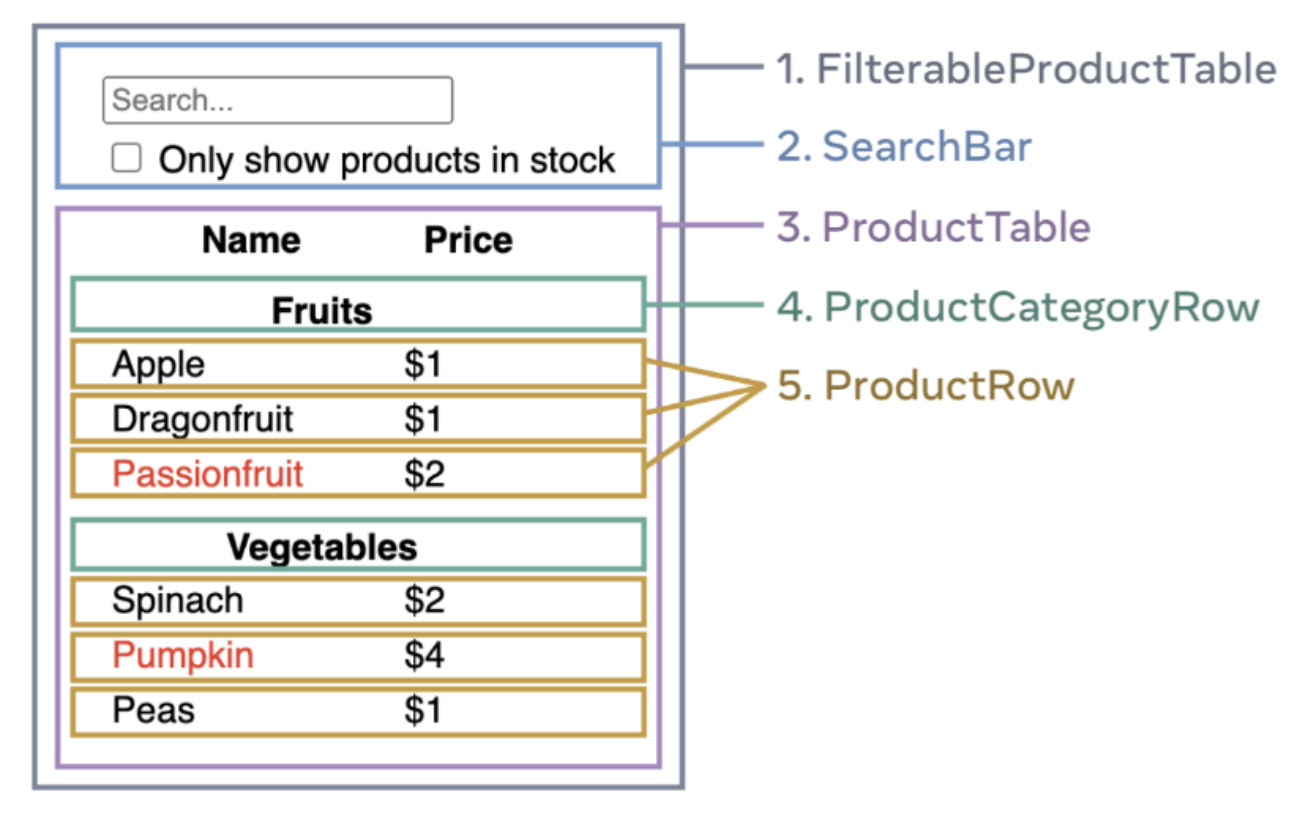 Search...
Only show products in stock
Name Price
Fruits
Apple $1
Dragonfruit $1
Passionfruit $2
Vegetables
Spinach $2
Pumpkin $4
Peas $1
1. FilterableProductTable
2. SearchBar
3. ProductTable
4. ProductCategoryRow
5. ProductRow